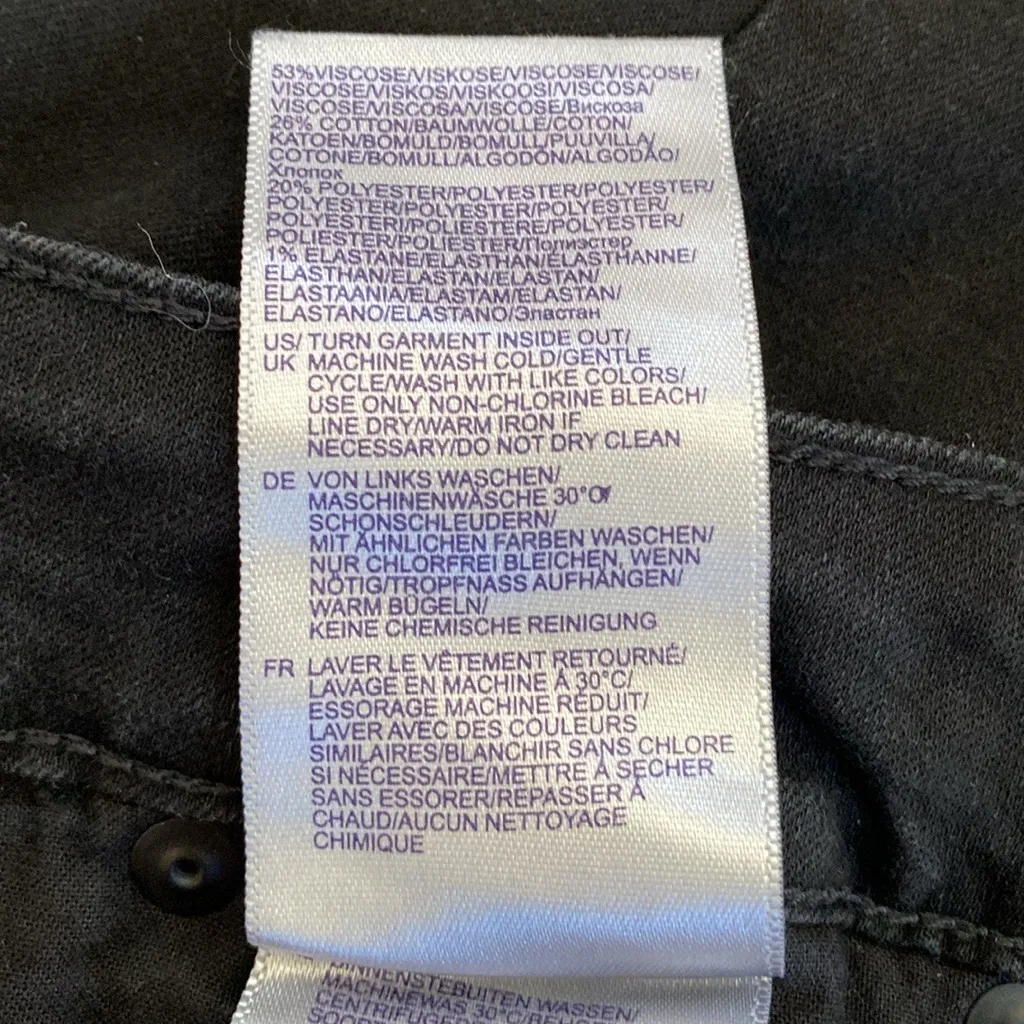 53%VISCOSE/VISKOSE/VISCOSE/VISCOSE/
VISCOSE/VISKOS/VISKOOSI/VISCOSA/
VISCOSE/VISCOSA/VISCOSE/Вискоза
26% COTTON/BAUMWOLLE/COTON/
KATOEN/BOMULD/BOMULL/PUUVILLA/
COTONE/BOMULL/ALGODÓN/ALGODÃO/
Хлопок
20% POLYESTER/POLYESTER/POLYESTER/
POLYESTER/POLYESTER/POLYESTER/
POLYESTERI/POLIESTERE/POLYESTER/
POLIESTER/POLIESTER/Полиэстер
1% ELASTANE/ELASTHAN/ÉLASTHANNE/
ELASTHAN/ELASTAN/ELASTAN/
ELASTAANIA/ELASTAM/ELASTAN/
ELASTANO/ELASTANO/Эластан
US/ TURN GARMENT INSIDE OUT/
UK MACHINE WASH COLD/GENTLE
CYCLE/WASH WITH LIKE COLORS/
USE ONLY NON-CHLORINE BLEACH/
LINE DRY/WARM IRON IF
NECESSARY/DO NOT DRY CLEAN
DE VON LINKS WASCHEN/
MASCHINENWÄSCHE 30°C/
SCHONSCHLEUDERN/
MIT ÄHNLICHEN FARBEN WASCHEN/
NUR CHLORFREI BLEICHEN, WENN
NÖTIG/TROPFNASS AUFHÄNGEN/
WARM BÜGELN/
KEINE CHEMISCHE REINIGUNG
FR LAVER LE VÊTEMENT RETOURNÉ/
LAVAGE EN MACHINE À 30°C/
ESSORAGE MACHINE RÉDUIT/
LAVER AVEC DES COULEURS
SIMILAIRES/BLANCHIR SANS CHLORE
SI NÉCESSAIRE/METTRE À SÉCHER
SANS ESSORER/REPASSER À
CHAUD/AUCUN NETTOYAGE
CHIMIQUE
BINNENSTEBUITEN WASSEN/
MACHINEWAS 30°C/